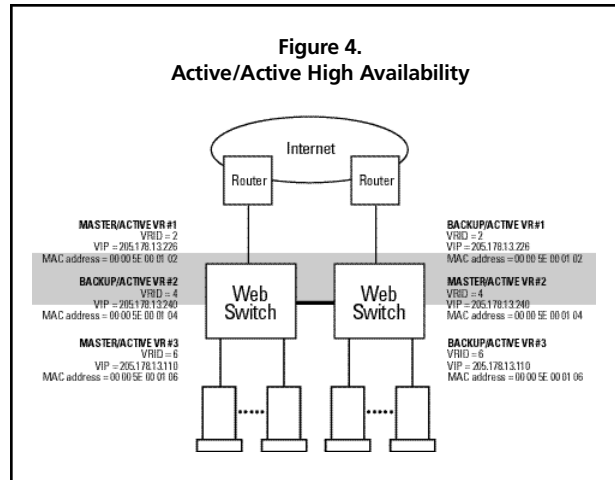 Figure 4.
Active/Active High Availability
Internet
Router
Router
MASTER/ACTIVE VR #1
VRID = 2
VIP = 205.178.13.226
MAC address = 00 00 5E 00 01 02
BACKUP/ACTIVE VR #2
VRID = 4
VIP = 205.178.13.240
MAC address = 00 00 5E 00 01 04
MASTER/ACTIVE VR #3
VRID = 6
VIP = 205.178.13.110
MAC address = 00 00 5E 00 01 06
Web
Switch
Web
Switch
BACKUP/ACTIVE VR #1
VRID = 2
VIP = 205.178.13.226
MAC address = 00 00 5E 00 01 02
MASTER/ACTIVE VR #2
VRID = 4
VIP = 205.178.13.240
MAC address = 00 00 5E 00 01 04
BACKUP/ACTIVE VR #3
VRID = 6
VIP = 205.178.13.110
MAC address = 00 00 5E 00 01 06